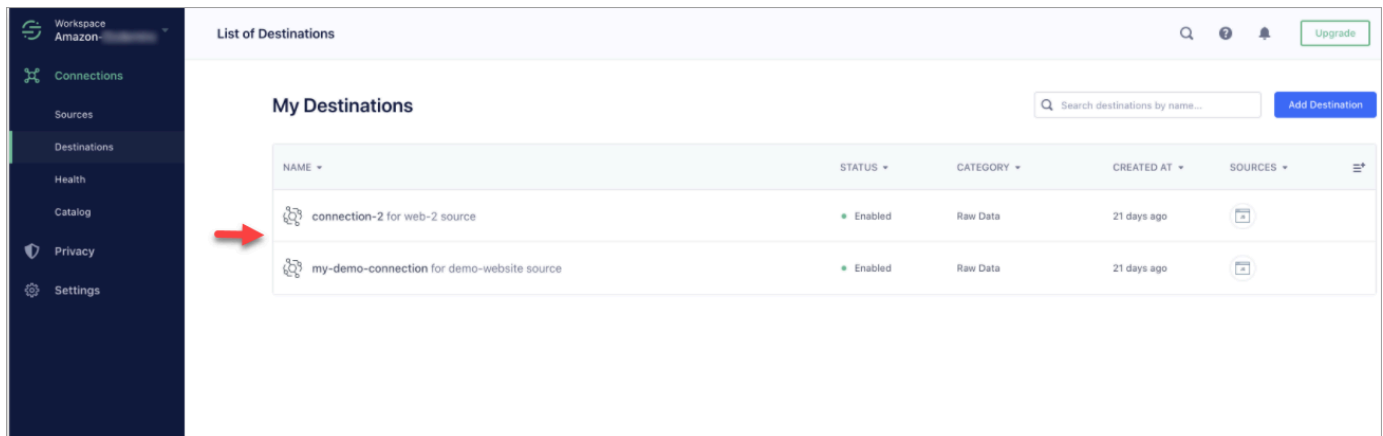 Workspace
Amazon-
List of Destinations
Upgrade
Connections
Sources
Destinations
Health
Catalog
Privacy
Settings
My Destinations
Search destinations by name...
Add Destination
NAME STATUS CATEGORY CREATED AT SOURCES
connection-2 for web-2 source Enabled Raw Data 21 days ago
my-demo-connection for demo-website source Enabled Raw Data 21 days ago